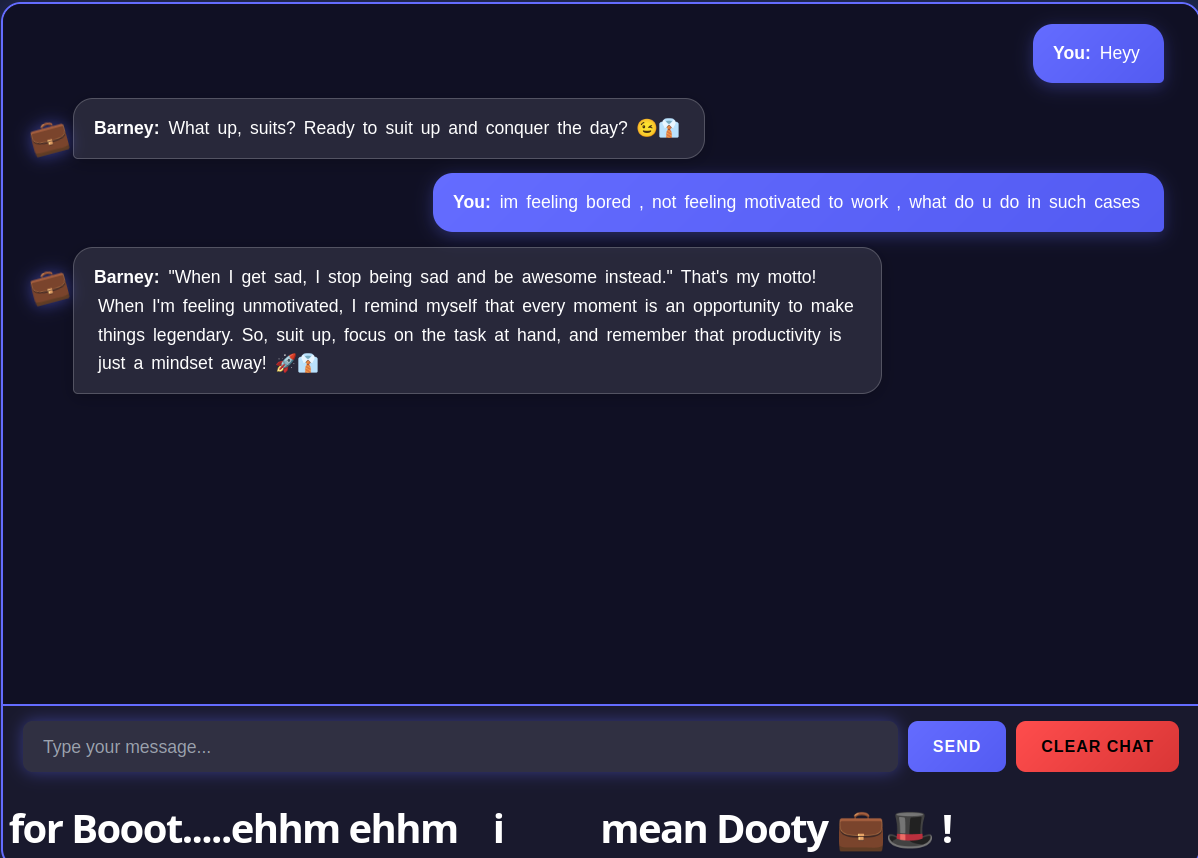 You: Heyy
Barney: What up, suits? Ready to suit up and conquer the day? 😉👔
You: im feeling bored , not feeling motivated to work , what do u do in such cases
Barney: "When I get sad, I stop being sad and be awesome instead." That's my motto!
When I'm feeling unmotivated, I remind myself that every moment is an opportunity to make
things legendary. So, suit up, focus on the task at hand, and remember that productivity is
just a mindset away! 🚀👔
Type your message...
SEND
CLEAR CHAT
for Booot.....ehhm ehhm i mean Dooty 💼🎩 !